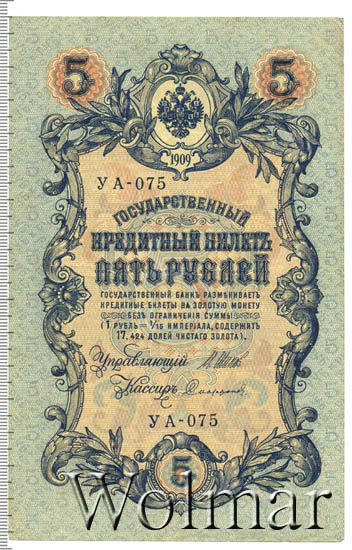 5 5
1909
УА-075
ГОСУДАРСТВЕННЫЙ
КРЕДИТНЫЙ БИЛЕТЪ
ПЯТЬ РУБЛЕЙ
ГОСУДАРСТВЕННЫЙ БАНКЪ РАЗМѢНИВАЕТЪ
КРЕДИТНЫЕ БИЛЕТЫ НА ЗОЛОТУЮ МОНЕТУ
БЕЗЪ ОГРАНИЧЕНІЯ СУММЫ
(1 РУБЛЬ = 1/15 ИМПЕРІАЛА, СОДЕРЖИТЪ
17,424 ДОЛЕЙ ЧИСТАГО ЗОЛОТА).
Управляющій
Кассиръ
УА-075
5
Wolmar